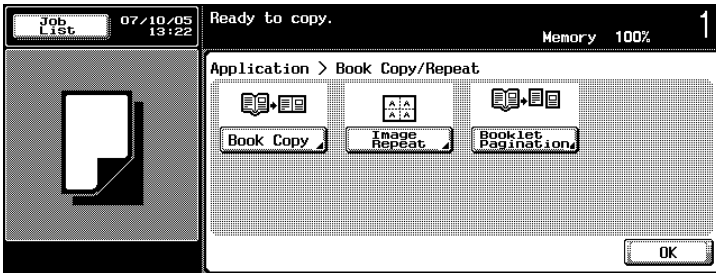 Job
List
07/10/05
13:22
Ready to copy.
Memory 100%
1
Application > Book Copy/Repeat
A A
A A
Book Copy
Image
Repeat
Booklet
Pagination
OK